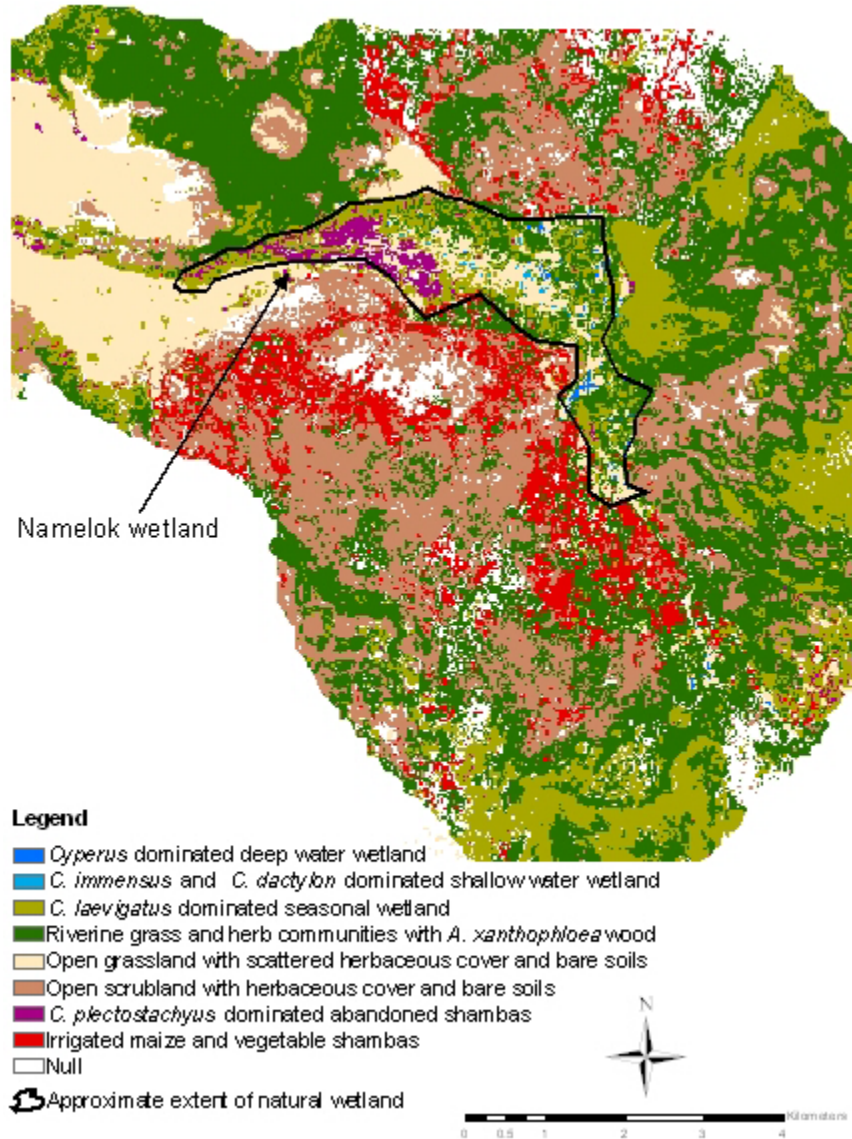 Namelok wetland
Legend
Cyperus dominated deep water wetland
C. immensus and C. dactylon dominated shallow water wetland
C. laevigatus dominated seasonal wetland
Riverine grass and herb communities with A. xanthophloea wood
Open grassland with scattered herbaceous cover and bare soils
Open scrubland with herbaceous cover and bare soils
C. plectostachyus dominated abandoned shambas
Irrigated maize and vegetable shambas
Null
Approximate extent of natural wetland
N
Kilometers
0 0.5 1 2 3 4